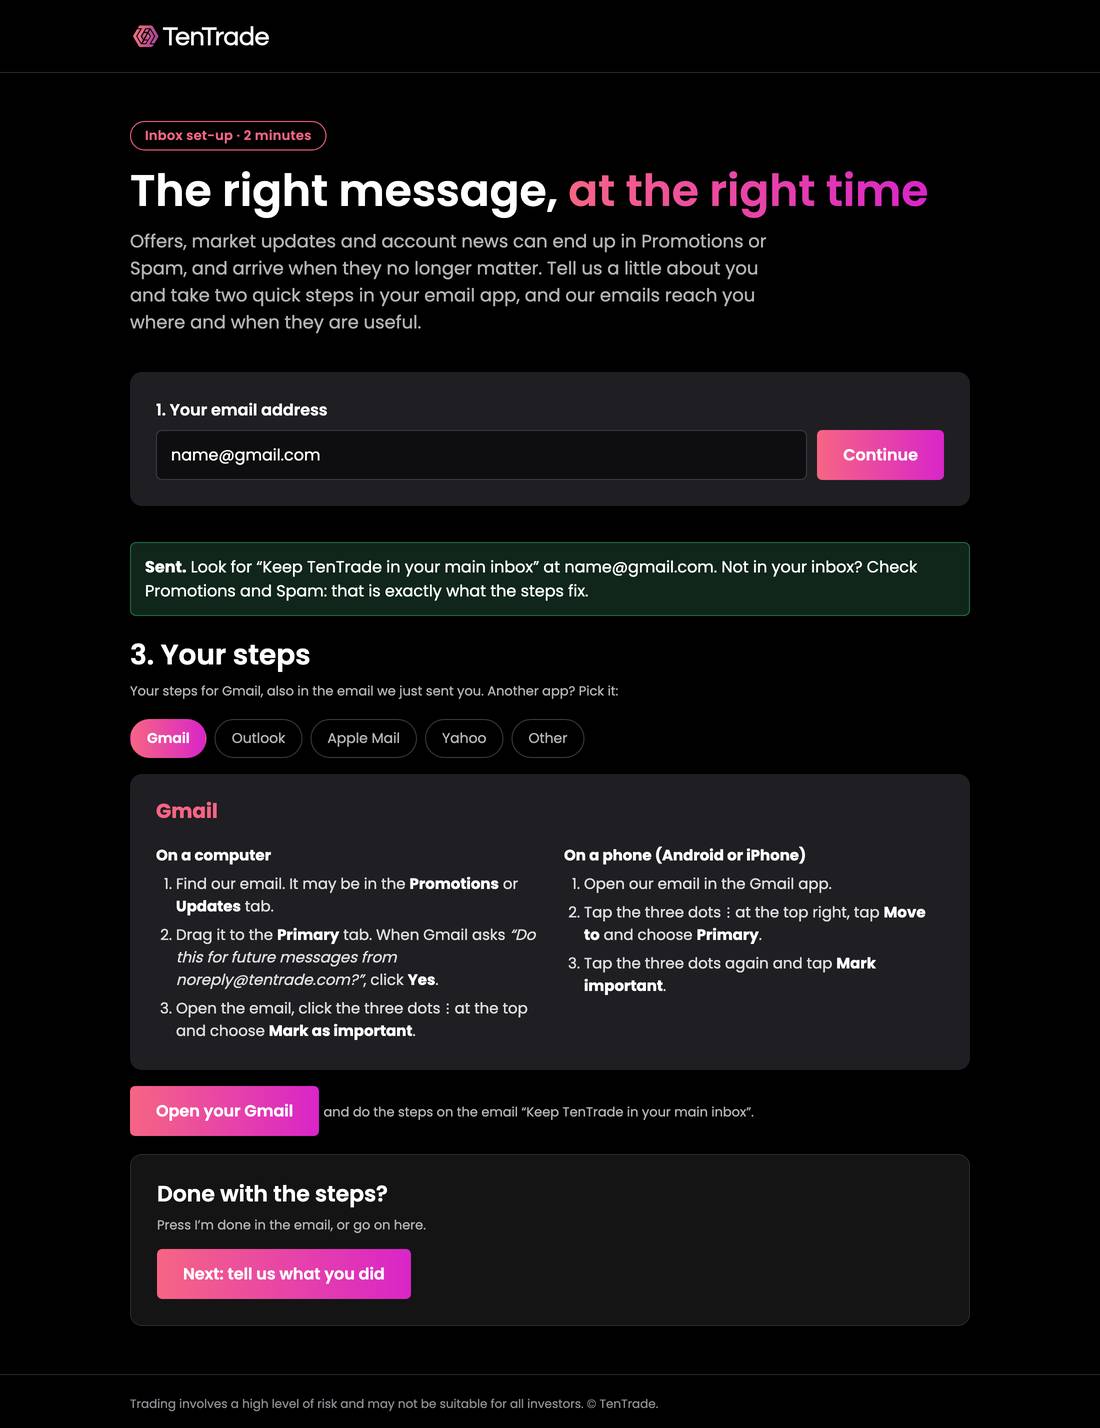 TenTrade
Inbox set-up · 2 minutes
The right message, at the right time
Offers, market updates and account news can end up in Promotions or
Spam, and arrive when they no longer matter. Tell us a little about you
and take two quick steps in your email app, and our emails reach you
where and when they are useful.
1. Your email address
name@gmail.com
Continue
Sent. Look for “Keep TenTrade in your main inbox” at name@gmail.com. Not in your inbox? Check
Promotions and Spam: that is exactly what the steps fix.
3. Your steps
Your steps for Gmail, also in the email we just sent you. Another app? Pick it:
Gmail
Outlook
Apple Mail
Yahoo
Other
Gmail
On a computer
1. Find our email. It may be in the Promotions or
Updates tab.
2. Drag it to the Primary tab. When Gmail asks “Do
this for future messages from
noreply@tentrade.com?”, click Yes.
3. Open the email, click the three dots ⋮ at the top
and choose Mark as important.
On a phone (Android or iPhone)
1. Open our email in the Gmail app.
2. Tap the three dots ⋮ at the top right, tap Move
to and choose Primary.
3. Tap the three dots again and tap Mark
important.
Open your Gmail
and do the steps on the email “Keep TenTrade in your main inbox”.
Done with the steps?
Press I’m done in the email, or go on here.
Next: tell us what you did
Trading involves a high level of risk and may not be suitable for all investors. © TenTrade.